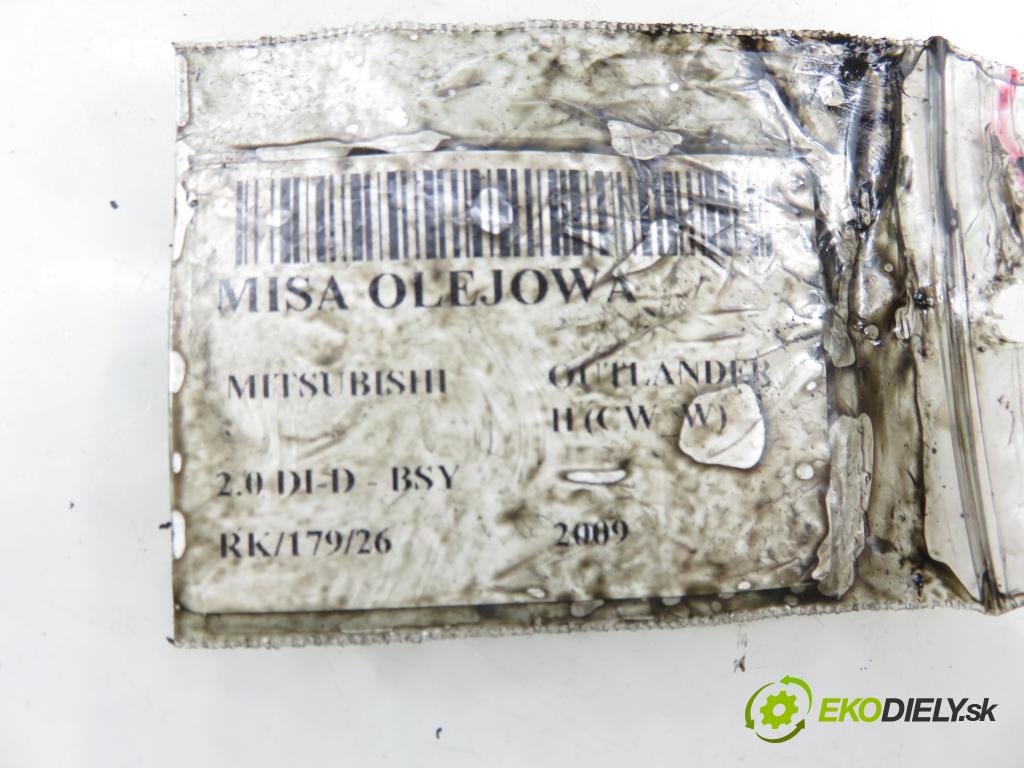 MISA OLEJOWA
MITSUBISHI OUTLANDER
II (CW_W)
2.0 DI-D - BSY
RK/179/26 2009
EKODIELY.sk